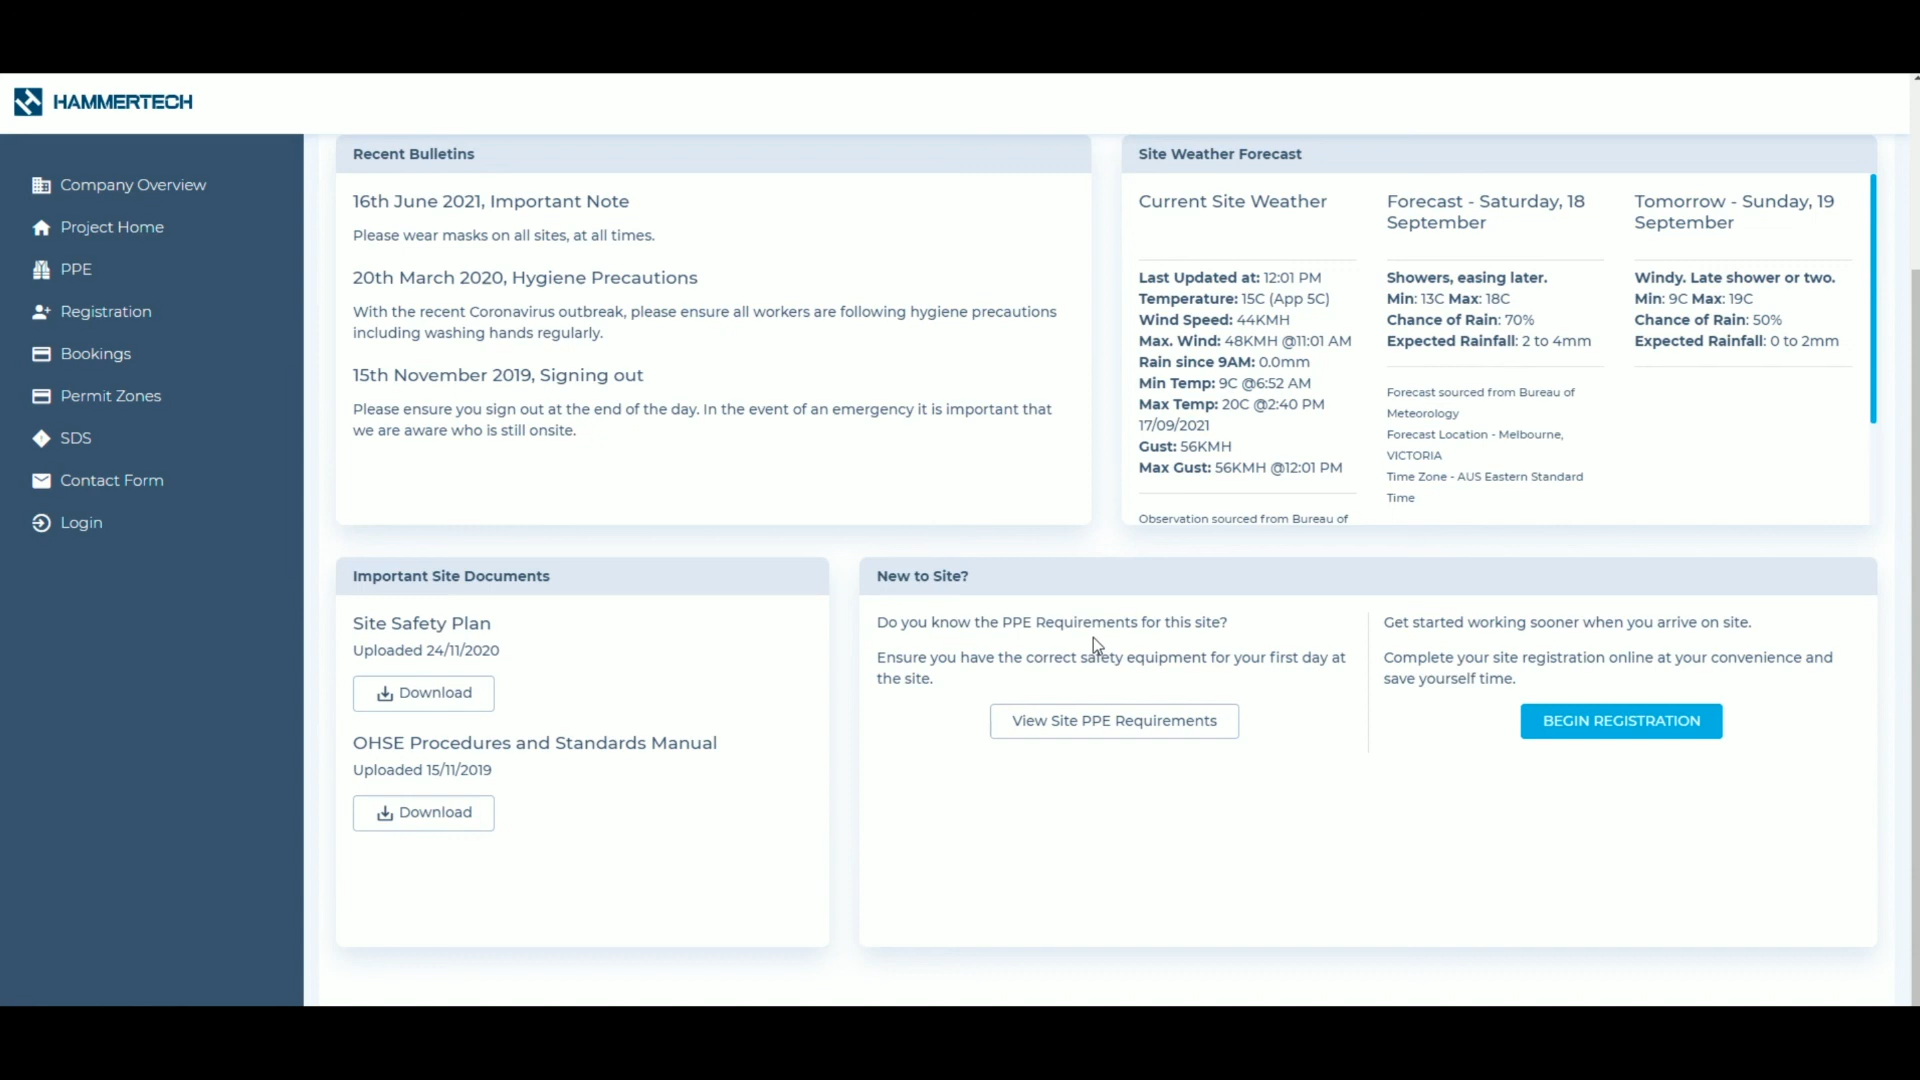 HAMMERTECH
Company Overview
Project Home
PPE
Registration
Bookings
Permit Zones
SDS
Contact Form
Login
Recent Bulletins
16th June 2021, Important Note
Please wear masks on all sites, at all times.
20th March 2020, Hygiene Precautions
With the recent Coronavirus outbreak, please ensure all workers are following hygiene precautions
including washing hands regularly.
15th November 2019, Signing out
Please ensure you sign out at the end of the day. In the event of an emergency it is important that
we are aware who is still onsite.
Site Weather Forecast
Current Site Weather
Last Updated at: 12:01 PM
Temperature: 15C (App 5C)
Wind Speed: 44KMH
Max. Wind: 48KMH @11:01 AM
Rain since 9AM: 0.0mm
Min Temp: 9C @6:52 AM
Max Temp: 20C @2:40 PM
17/09/2021
Gust: 56KMH
Max Gust: 56KMH @12:01 PM
Observation sourced from Bureau of
Forecast - Saturday, 18
September
Showers, easing later.
Min: 13C Max: 18C
Chance of Rain: 70%
Expected Rainfall: 2 to 4mm
Forecast sourced from Bureau of
Meteorology
Forecast Location - Melbourne,
VICTORIA
Time Zone - AUS Eastern Standard
Time
Tomorrow - Sunday, 19
September
Windy. Late shower or two.
Min: 9C Max: 19C
Chance of Rain: 50%
Expected Rainfall: 0 to 2mm
Important Site Documents
Site Safety Plan
Uploaded 24/11/2020
Download
OHSE Procedures and Standards Manual
Uploaded 15/11/2019
Download
New to Site?
Do you know the PPE Requirements for this site?
Ensure you have the correct safety equipment for your first day at
the site.
View Site PPE Requirements
Get started working sooner when you arrive on site.
Complete your site registration online at your convenience and
save yourself time.
BEGIN REGISTRATION